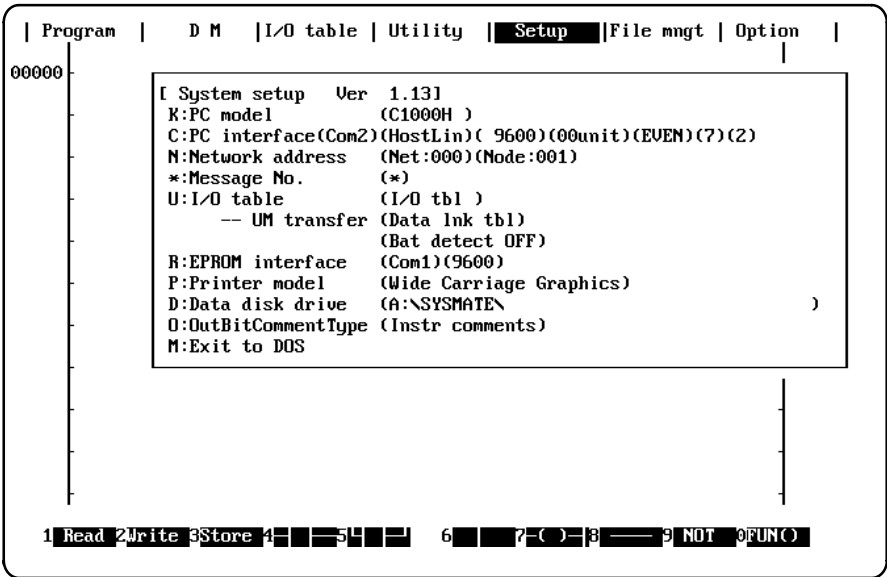 | Program | D M |I/O table | Utility | Setup |File mngt | Option |
00000
[ System setup Ver 1.13]
K:PC model (C1000H )
C:PC interface(Com2)(HostLin)( 9600)(00unit)(EVEN)(7)(2)
N:Network address (Net:000)(Node:001)
*:Message No. (*)
U:I/O table (I/O tbl )
-- UM transfer (Data lnk tbl)
(Bat detect OFF)
R:EPROM interface (Com1)(9600)
P:Printer model (Wide Carriage Graphics)
D:Data disk drive (A:\SYSMATE\ )
O:OutBitCommentType (Instr comments)
M:Exit to DOS
1 Read 2Write 3Store 4 5 6 7-( )-8 —— 9 NOT 0FUN()